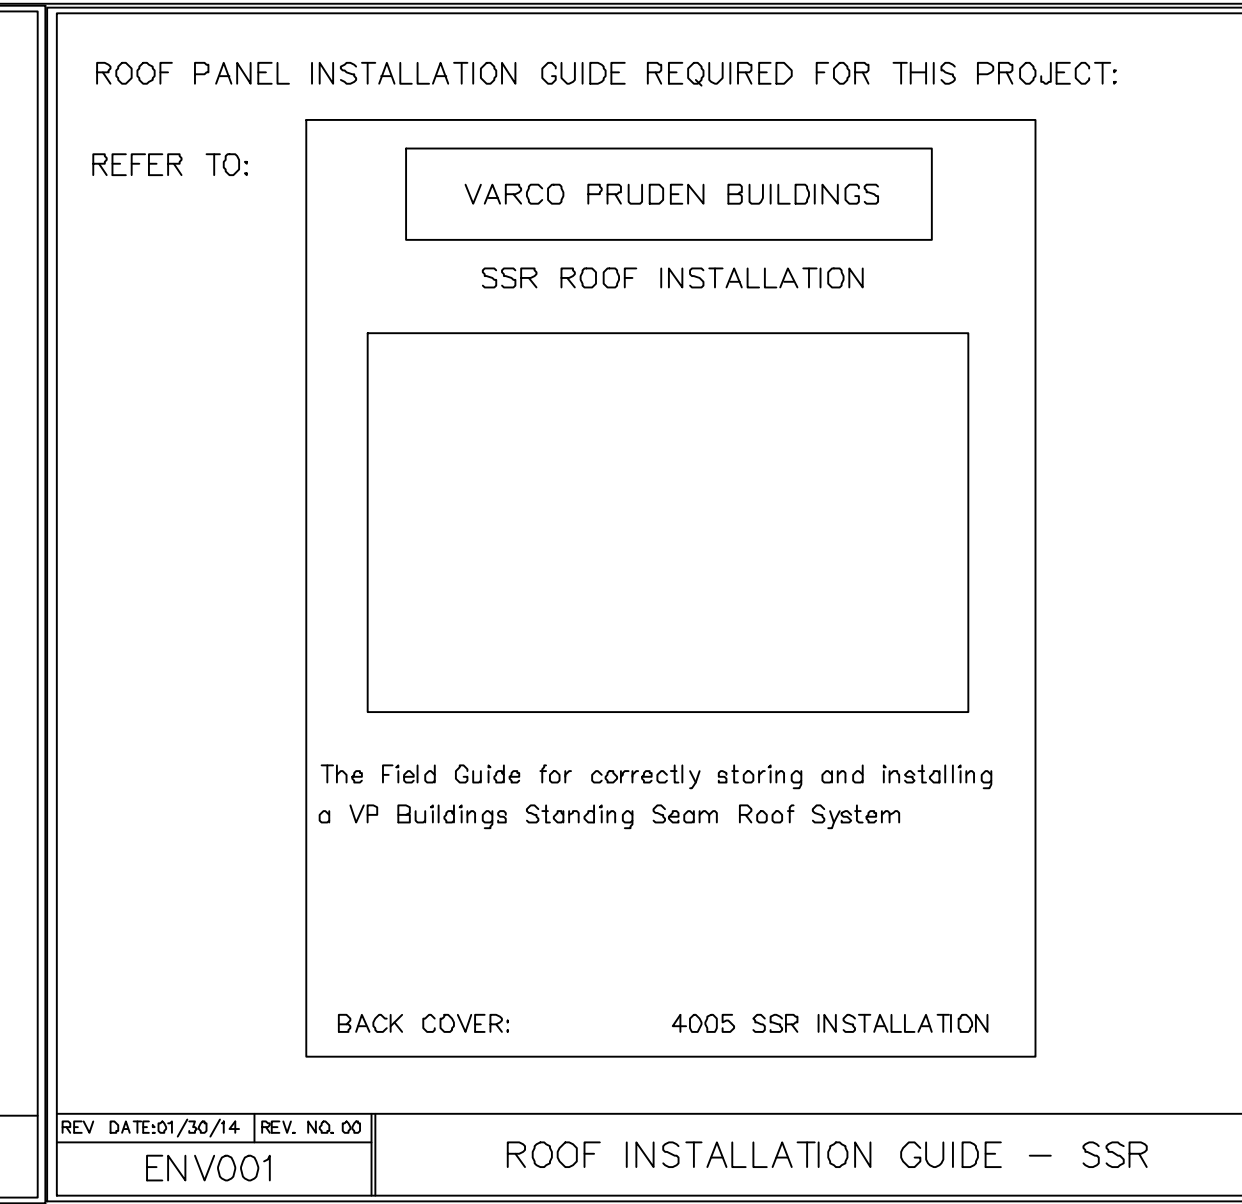 ROOF PANEL INSTALLATION GUIDE REQUIRED FOR THIS PROJECT:
REFER TO:
VARCO PRUDEN BUILDINGS
SSR ROOF INSTALLATION
The Field Guide for correctly storing and installing
a VP Buildings Standing Seam Roof System
BACK COVER: 4005 SSR INSTALLATION
REV DATE:01/30/14 REV. NO. 00
ENV001
ROOF INSTALLATION GUIDE – SSR